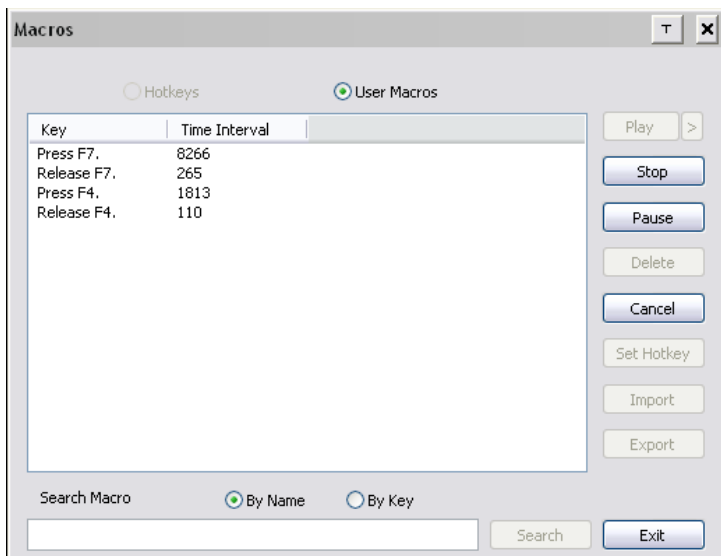 Macros
T
Hotkeys User Macros
Key Time Interval
Press F7. 8266
Release F7. 265
Press F4. 1813
Release F4. 110
Play >
Stop
Pause
Delete
Cancel
Set Hotkey
Import
Export
Search Macro By Name By Key
Search Exit